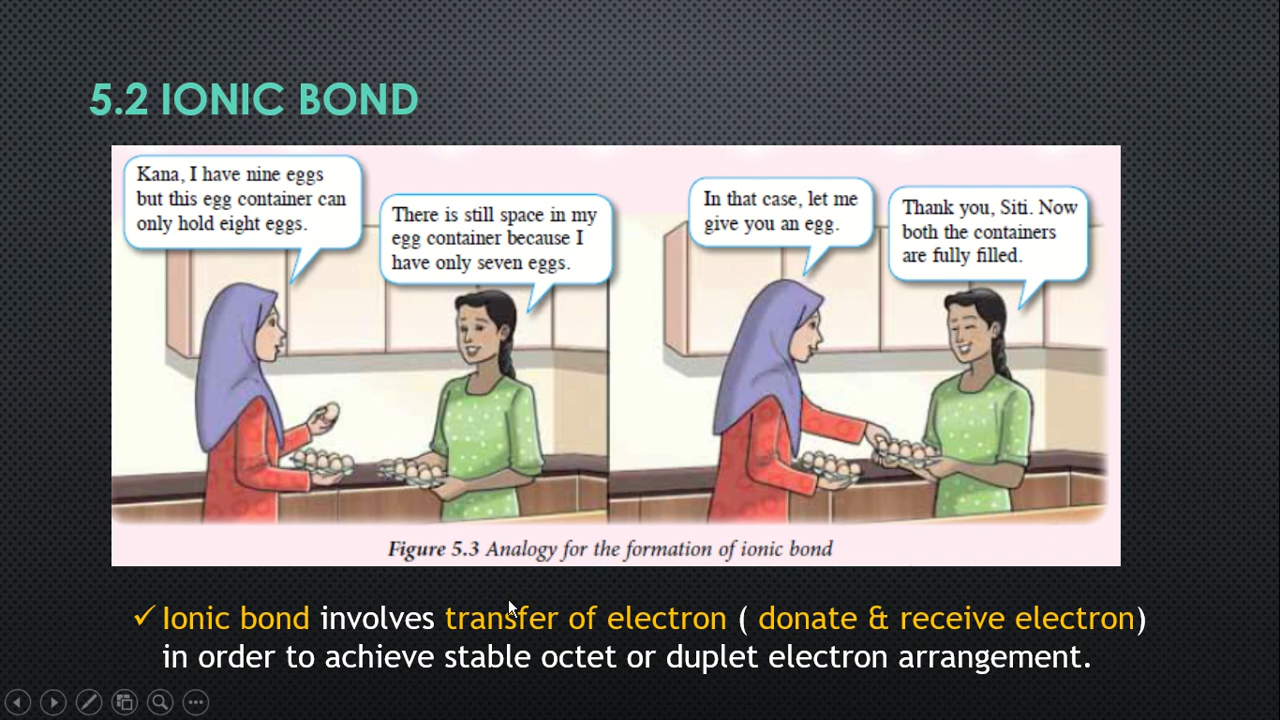 5.2 IONIC BOND
Kana, I have nine eggs
but this egg container can
only hold eight eggs.
There is still space in my
egg container because I
have only seven eggs.
In that case, let me
give you an egg.
Thank you, Siti. Now
both the containers
are fully filled.
Figure 5.3 Analogy for the formation of ionic bond
✓ Ionic bond involves transfer of electron ( donate & receive electron)
in order to achieve stable octet or duplet electron arrangement.